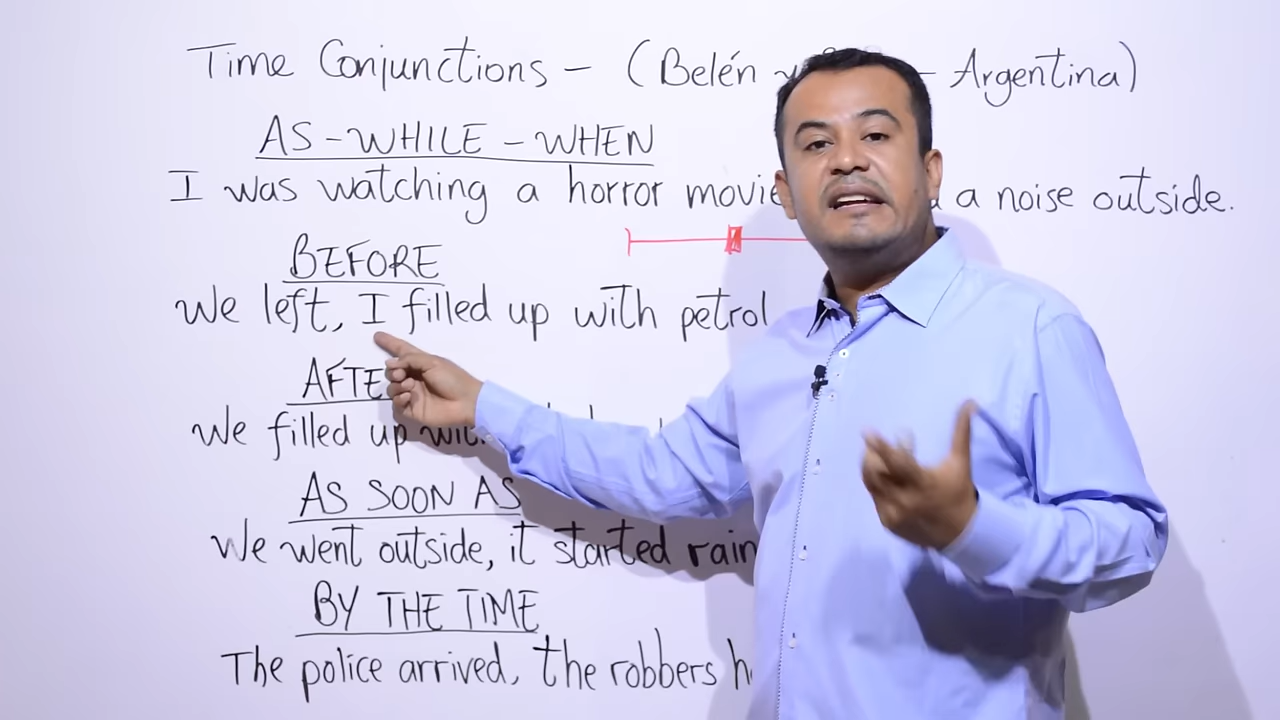 Time Conjunctions - (Belén - Argentina)
AS - WHILE - WHEN
I was watching a horror movie a noise outside.
BEFORE
We left, I filled up with petrol
AFTE
We filled up
AS SOON AS
We went outside, it started rain
BY THE TIME
The police arrived, the robbers